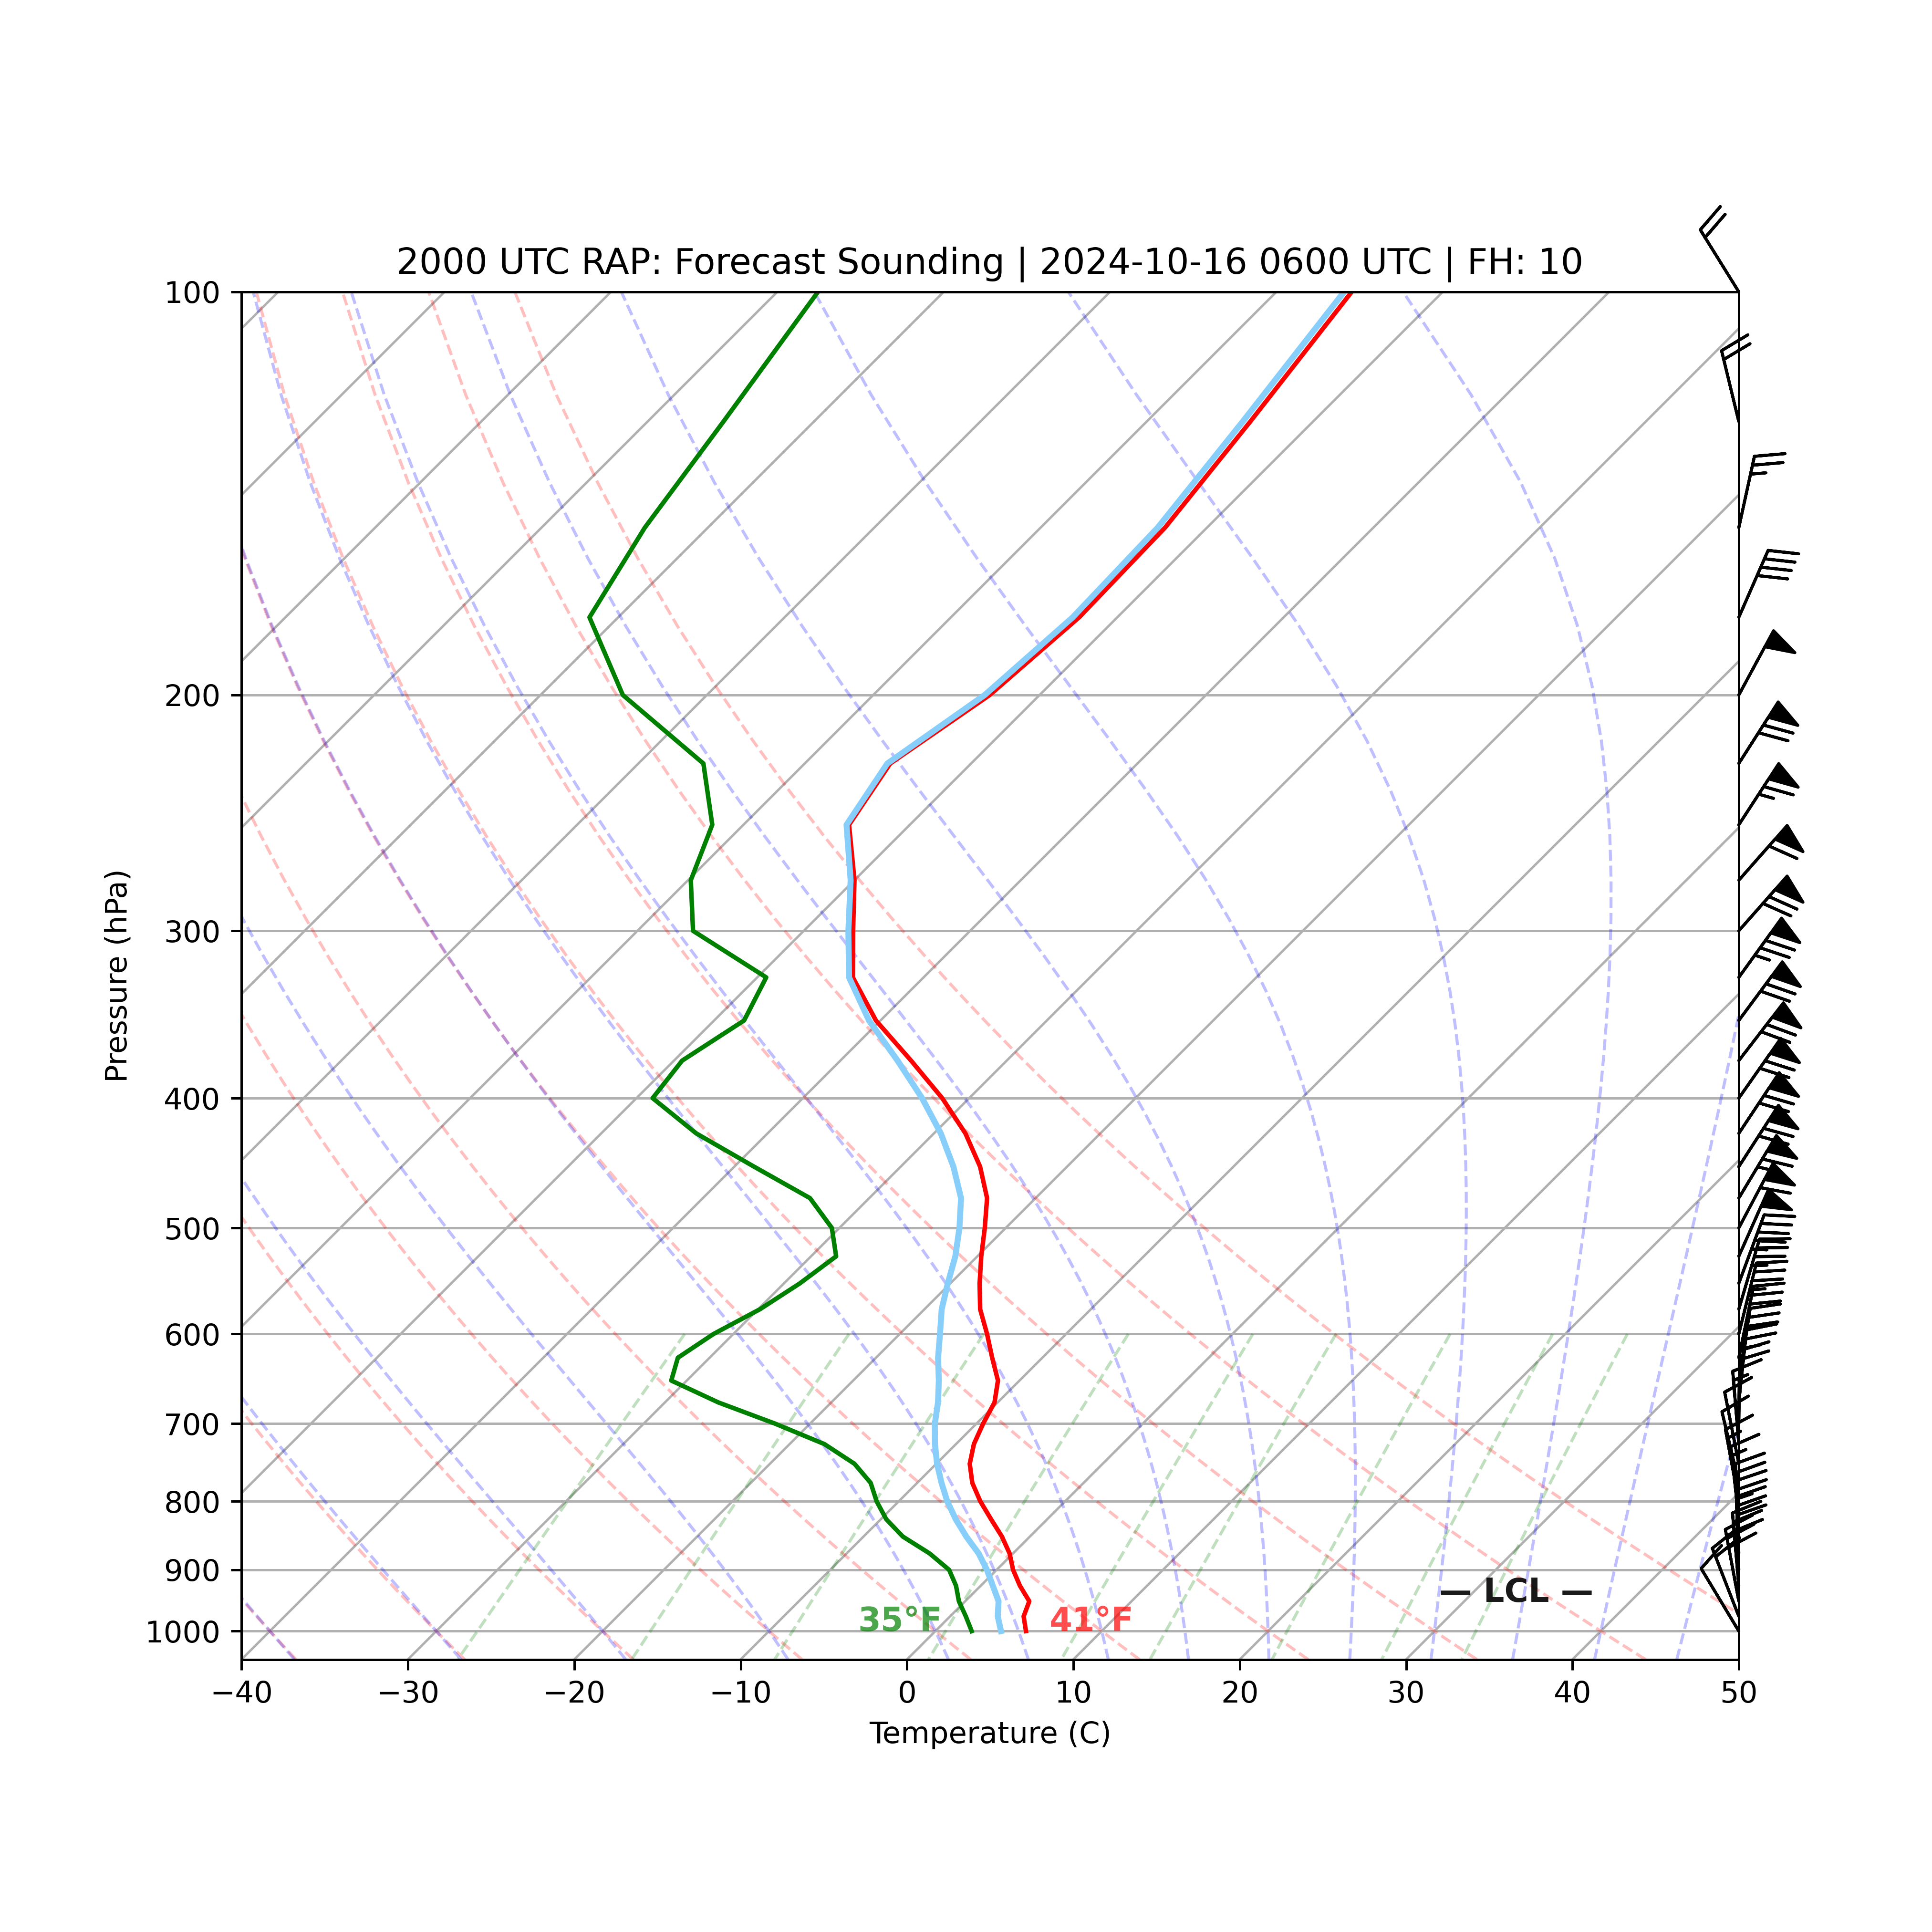 2000 UTC RAP: Forecast Sounding | 2024-10-16 0600 UTC | FH: 10
100
200
300
400
500
600
700
800
900
1000
Pressure (hPa)
— LCL —
35°F
41°F
−40 −30 −20 −10 0 10 20 30 40 50
Temperature (C)